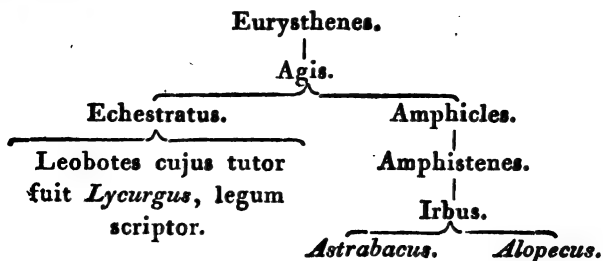 Eurysthenes.
Agis.
Echestratus. Amphicles.
Leobotes cujus tutor
fuit Lycurgus, legum
scriptor.
Amphistenes.
Irbus.
Astrabacus. Alopecus.